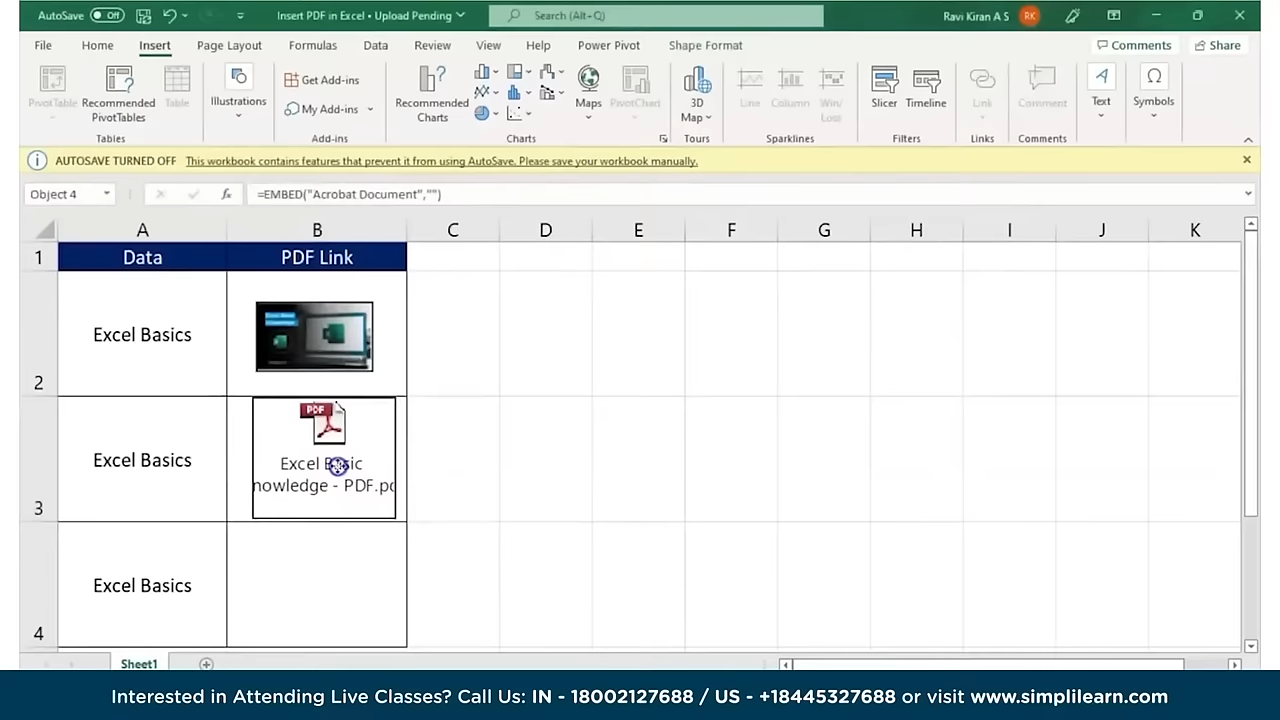 AutoSave Off Insert PDF in Excel • Upload Pending Search (Alt+Q) Ravi Kiran A S RK
File Home Insert Page Layout Formulas Data Review View Help Power Pivot Shape Format Comments Share
PivotTable Recommended PivotTables Table Illustrations Get Add-ins My Add-ins Recommended Charts Maps PivotChart 3D Map Line Column Win/Loss Slicer Timeline Link Comment Text Symbols
Tables Add-ins Charts Tours Sparklines Filters Links Comments
AUTOSAVE TURNED OFF This workbook contains features that prevent it from using AutoSave. Please save your workbook manually.
Object 4 fx =EMBED("Acrobat Document","")
A B C D E F G H I J K
1 Data PDF Link
2 Excel Basics
PDF
3 Excel Basics Excel Basic
nowledge - PDF.pd
4 Excel Basics
Sheet1
Interested in Attending Live Classes? Call Us: IN - 18002127688 / US - +18445327688 or visit www.simplilearn.com